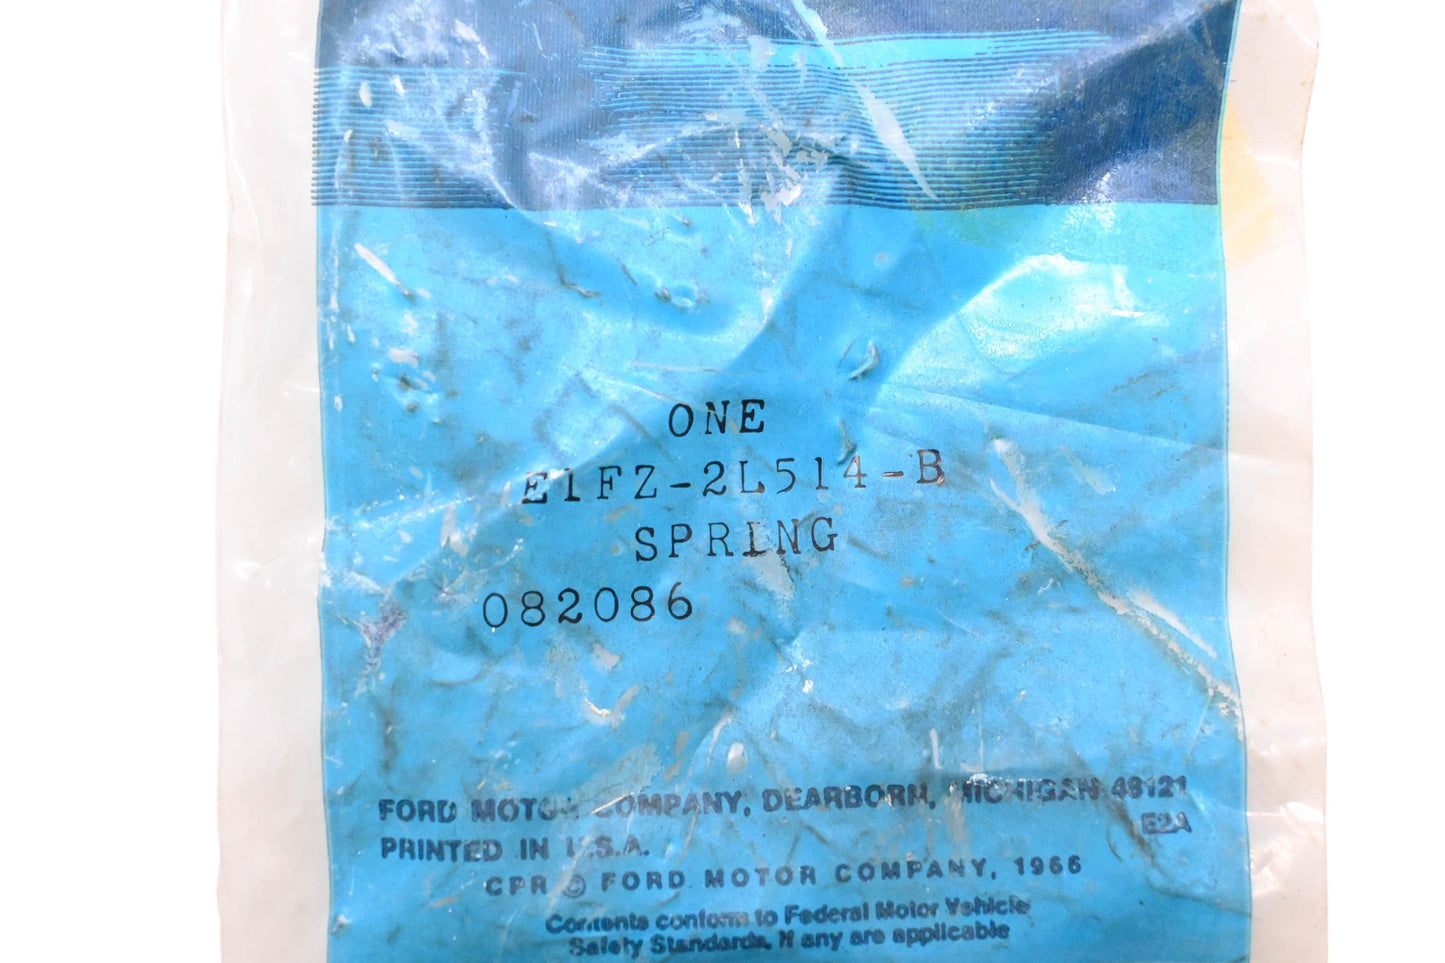 ONE
E1FZ-2L514-B
SPRING
082086
FORD MOTOR COMPANY, DEARBORN, MICHIGAN 48121
E2A
PRINTED IN U.S.A.
CPR © FORD MOTOR COMPANY, 1966
Contents conform to Federal Motor Vehicle
Safety Standards, if any are applicable